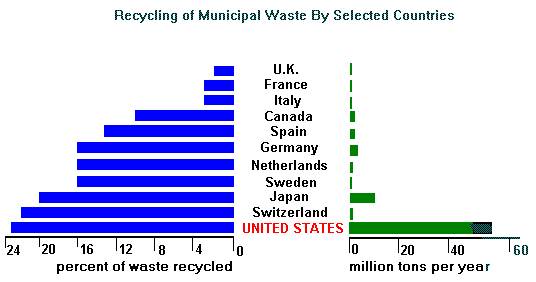 Recycling of Municipal Waste By Selected Countries
U.K.
France
Italy
Canada
Spain
Germany
Netherlands
Sweden
Japan
Switzerland
UNITED STATES
24 20 16 12 8 4 0 0 20 40 60
percent of waste recycled million tons per year